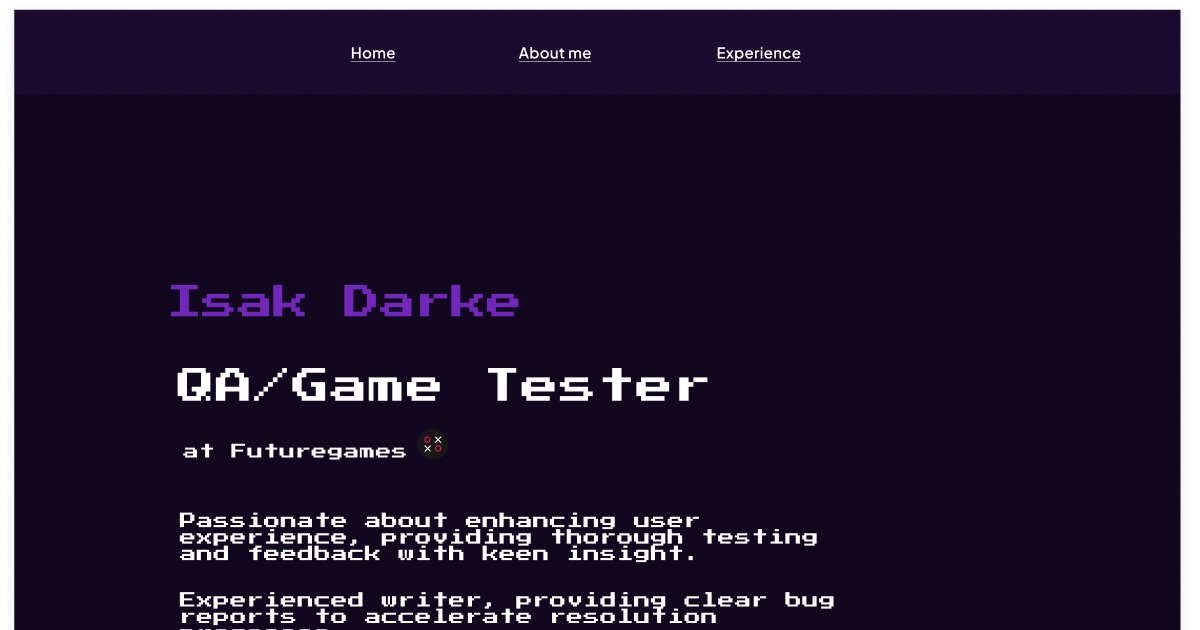 Home About me Experience
Isak Darke
QA/Game Tester
at Futuregames
Passionate about enhancing user
experience, providing thorough testing
and feedback with keen insight.
Experienced writer, providing clear bug
reports to accelerate resolution